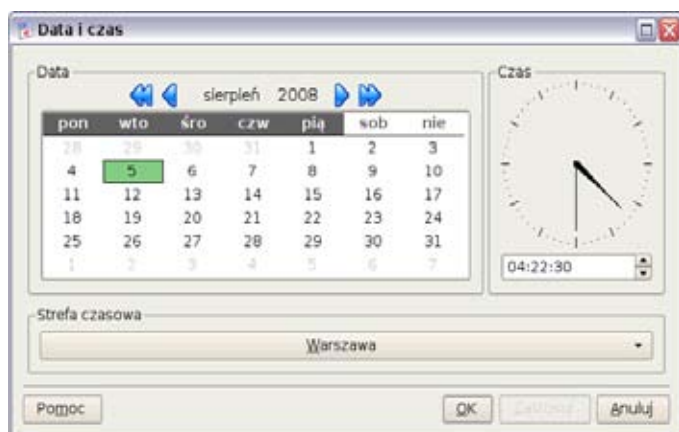 Data i czas
Data
Czas
sierpień 2008
pon wto śro czw pią sob nie
28 29 30 31 1 2 3
4 5 6 7 8 9 10
11 12 13 14 15 16 17
18 19 20 21 22 23 24
25 26 27 28 29 30 31
1 2 3 4 5 6 7
04:22:30
Strefa czasowa
Warszawa
Pomoc
OK
Anuluj